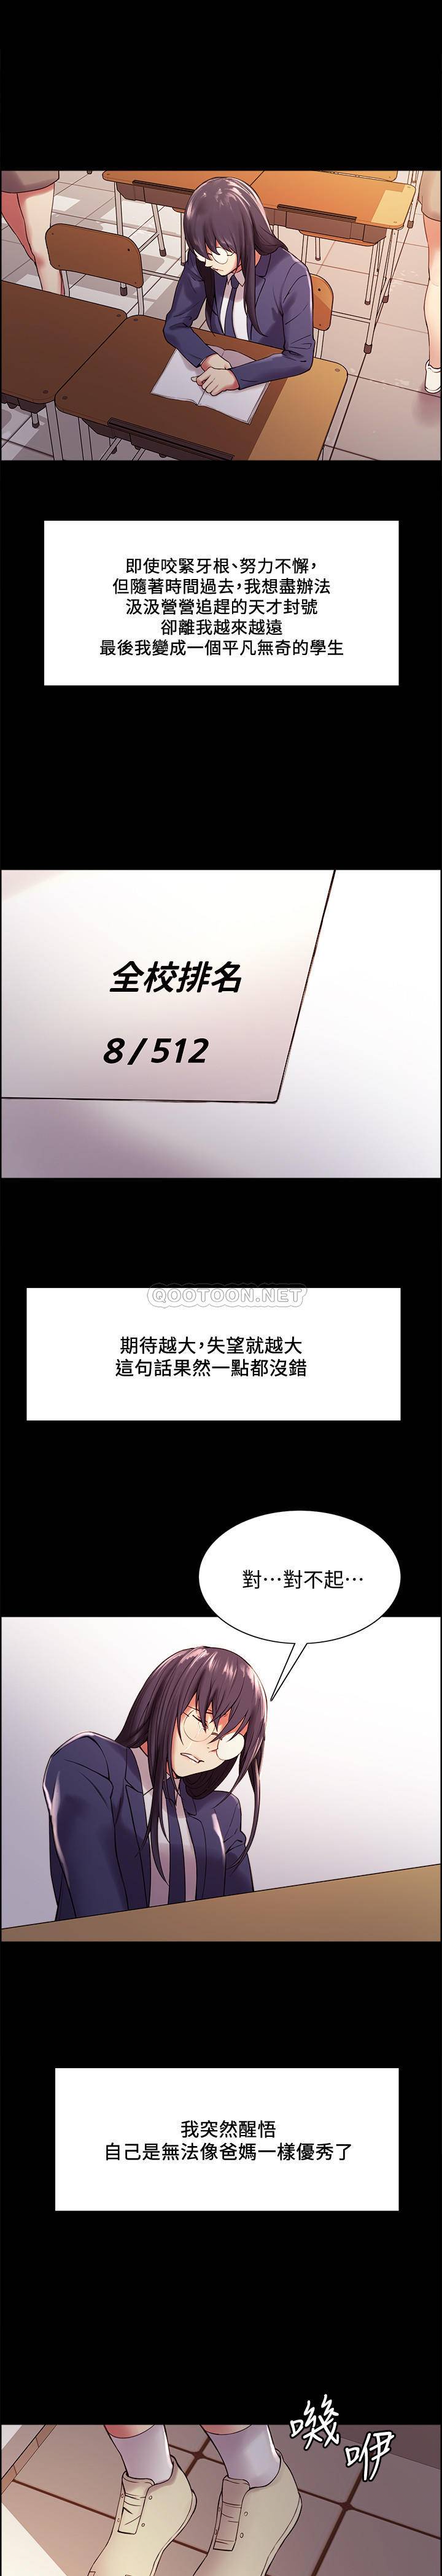 即使咬緊牙根、努力不懈,
但隨著時間過去,我想盡辦法
汲汲營營追趕的天才封號
卻離我越來越遠
最後我變成一個平凡無奇的學生
全校排名
8/512
QOOTOON.NET
期待越大,失望就越大
這句話果然一點都沒錯
對…對不起…
我突然醒悟
自己是無法像爸媽一樣優秀了
嘰
咿